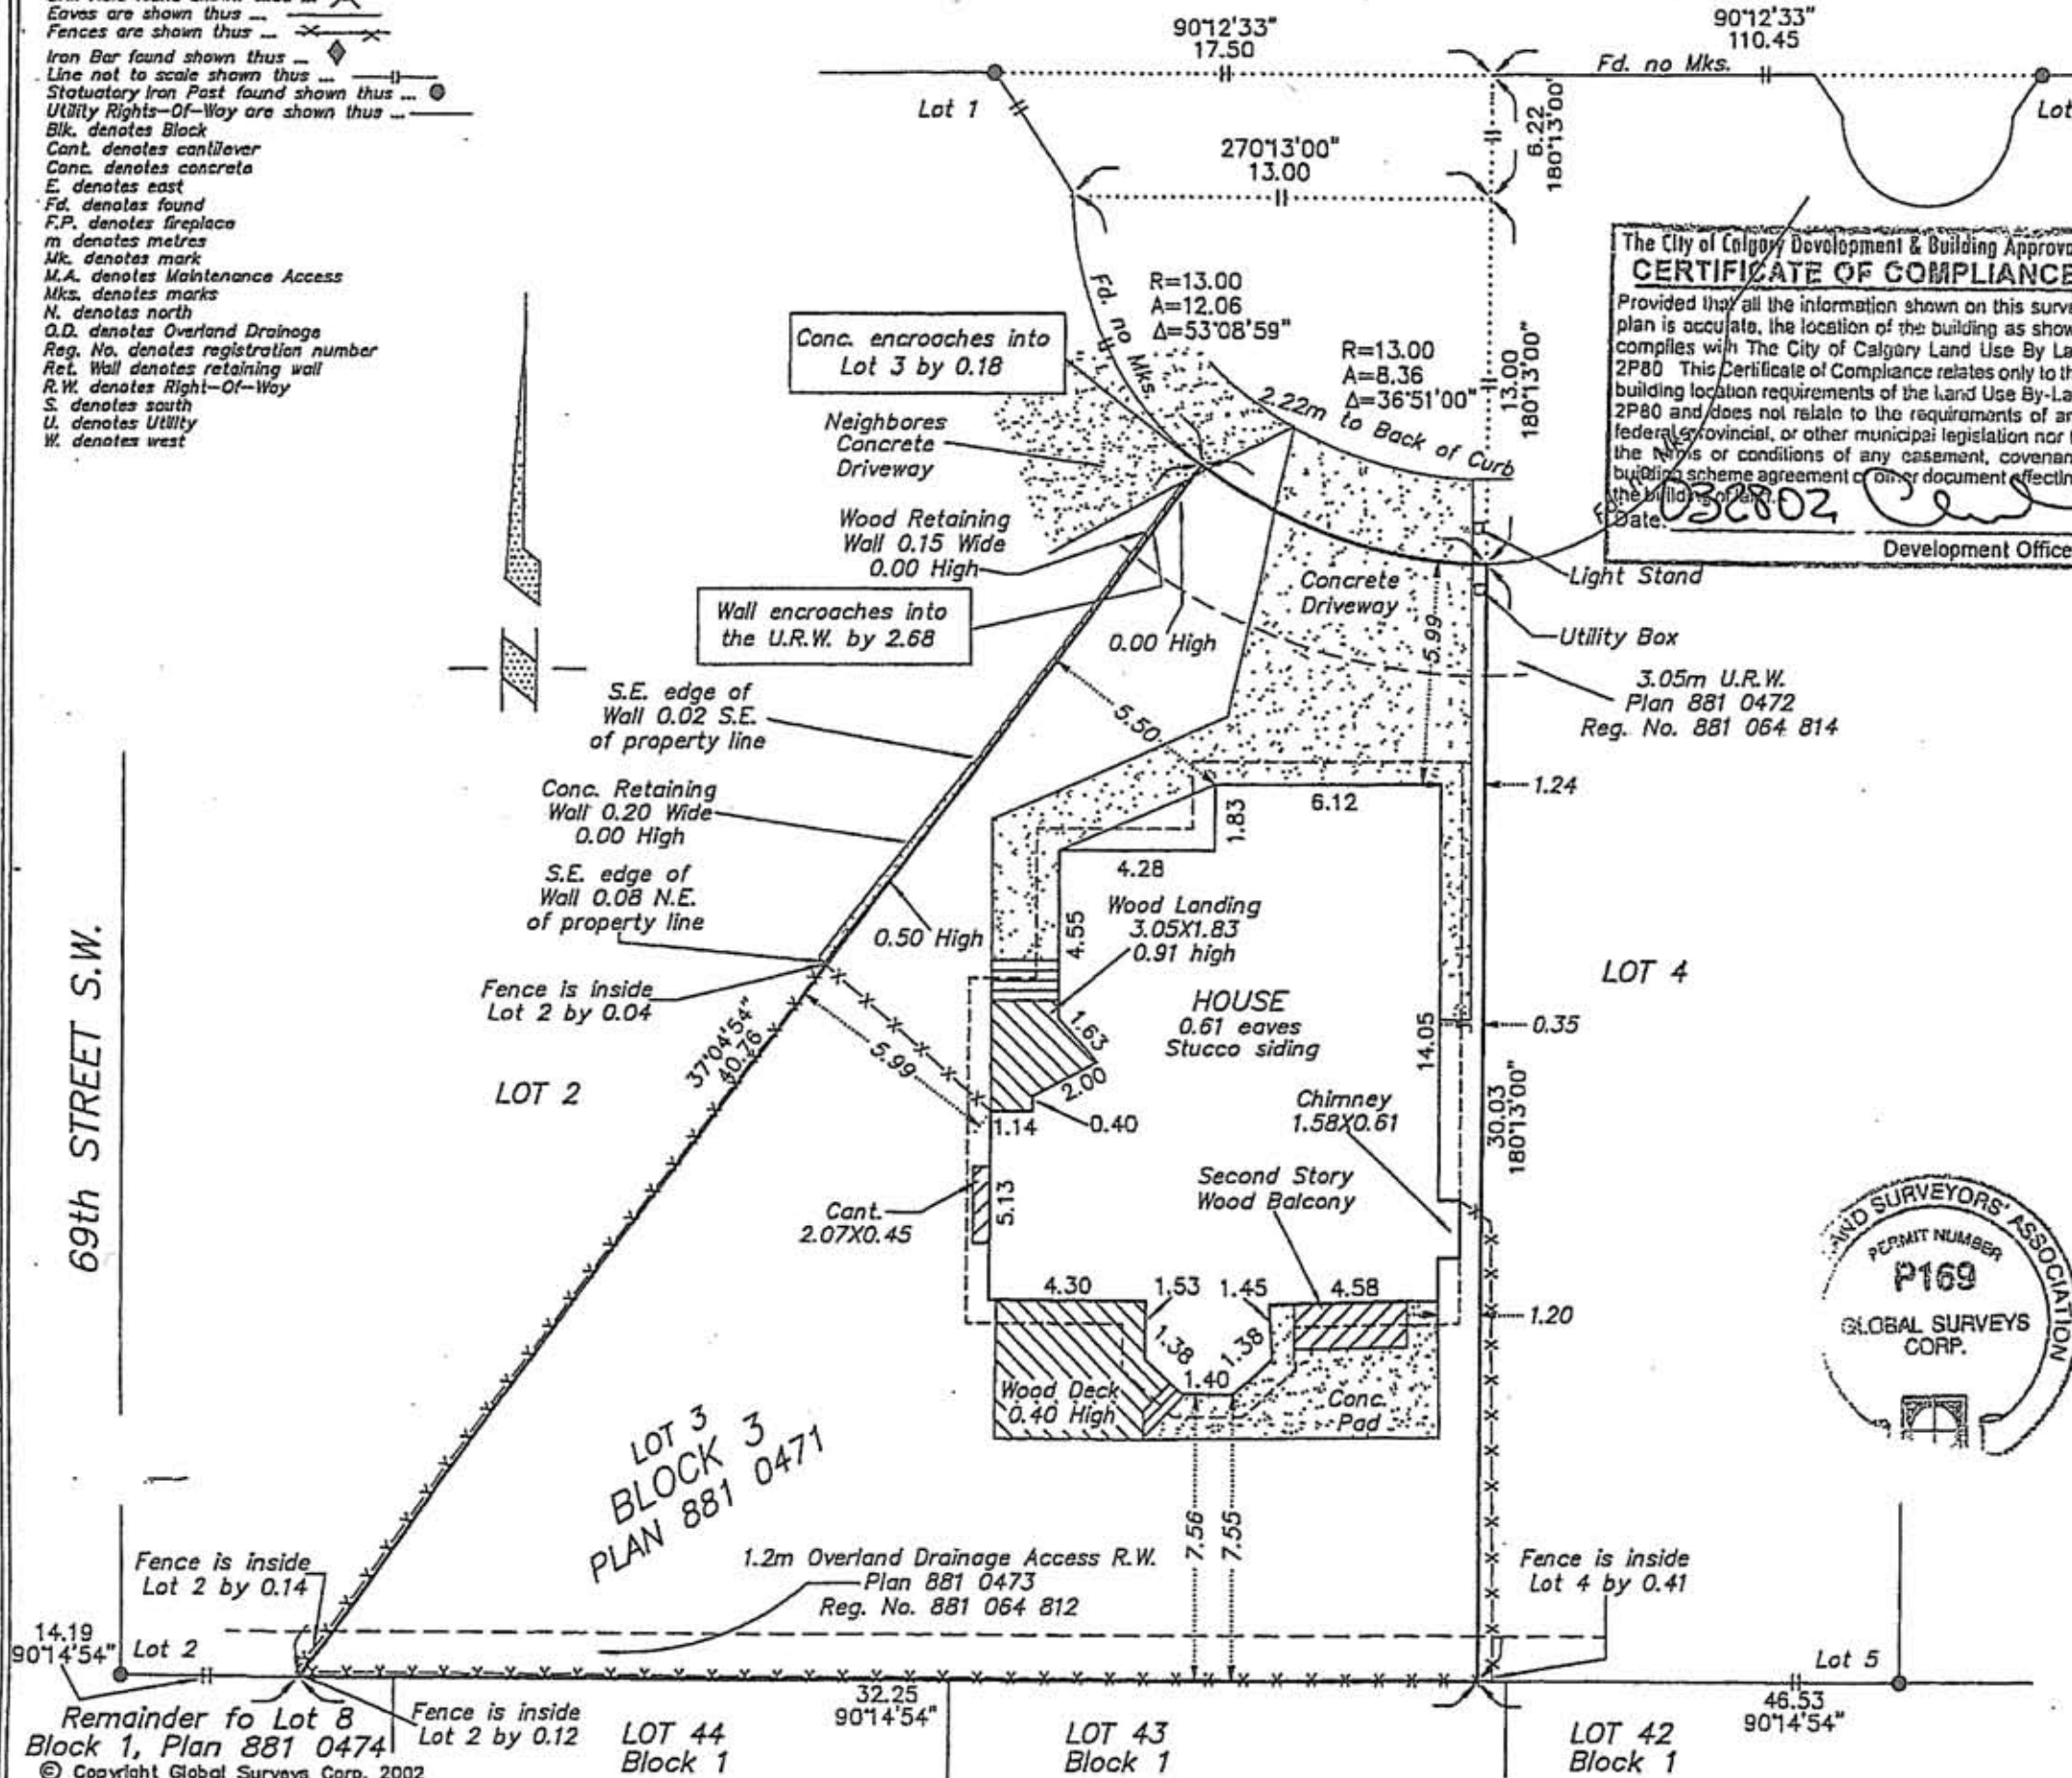 Eaves are shown thus ...
Fences are shown thus ...
Iron Bar found shown thus ...
Line not to scale shown thus ...
Statuatory Iron Post found shown thus ...
Utility Rights-Of-Way are shown thus ...
Blk. denotes Block
Cant. denotes cantilever
Conc. denotes concrete
E. denotes east
Fd. denotes found
F.P. denotes fireplace
m denotes metres
Mk. denotes mark
M.A. denotes Maintenance Access
Mks. denotes marks
N. denotes north
O.D. denotes Overland Drainage
Reg. No. denotes registration number
Ret. Wall denotes retaining wall
R.W. denotes Right-Of-Way
S. denotes south
U. denotes Utility
W. denotes west
90°12'33"
17.50
90°12'33"
110.45
Fd. no Mks.
Lot 1
Lot
6.22
180°13'00"
270°13'00"
13.00
The City of Calgary Development & Building Approva
CERTIFICATE OF COMPLIANCE
Provided that all the information shown on this surve
plan is accurate, the location of the building as show
complies with The City of Calgary Land Use By La
2P80 This Certificate of Compliance relates only to th
building location requirements of the Land Use By-La
2P80 and does not relate to the requirements of an
federal, provincial, or other municipal legislation nor
the terms or conditions of any easement, covenan
building scheme agreement or other document effectin
the building of
Date: 032802
Development Office
Fd. no Mks.
R=13.00
A=12.06
Δ=53°08'59"
R=13.00
A=8.36
Δ=36°51'00"
13.00
180°13'00"
2.22m to Back of Curb
Conc. encroaches into
Lot 3 by 0.18
Neighbores
Concrete
Driveway
Wood Retaining
Wall 0.15 Wide
0.00 High
Wall encroaches into
the U.R.W. by 2.68
0.00 High
Concrete
Driveway
5.99
Light Stand
Utility Box
3.05m U.R.W.
Plan 881 0472
Reg. No. 881 064 814
S.E. edge of
Wall 0.02 S.E.
of property line
5.50
Conc. Retaining
Wall 0.20 Wide
0.00 High
6.12
1.24
1.83
4.28
S.E. edge of
Wall 0.08 N.E.
of property line
0.50 High
4.55
Wood Landing
3.05X1.83
0.91 high
LOT 4
Fence is inside
Lot 2 by 0.04
HOUSE
0.61 eaves
Stucco siding
14.05
0.35
69th STREET S.W.
LOT 2
37°04'54"
40.76
5.99
1.63
2.00
0.40
1.14
Chimney
1.58X0.61
30.03
180°13'00"
Cant.
2.07X0.45
5.13
Second Story
Wood Balcony
4.30
1.53
1.45
4.58
1.20
1.38
1.38
1.40
Wood Deck
0.40 High
Conc.
Pad
LAND SURVEYORS' ASSOCIATION
PERMIT NUMBER
P169
GLOBAL SURVEYS
CORP.
LOT 3
BLOCK 3
PLAN 881 0471
7.56
7.55
Fence is inside
Lot 2 by 0.14
1.2m Overland Drainage Access R.W.
Plan 881 0473
Reg. No. 881 064 812
Fence is inside
Lot 4 by 0.41
14.19
90°14'54"
Lot 2
Lot 5
Remainder fo Lot 8
Block 1, Plan 881 0474
Fence is inside
Lot 2 by 0.12
32.25
90°14'54"
46.53
90°14'54"
LOT 44
Block 1
LOT 43
Block 1
LOT 42
Block 1
© Copyright Global Surveys Corp. 2002